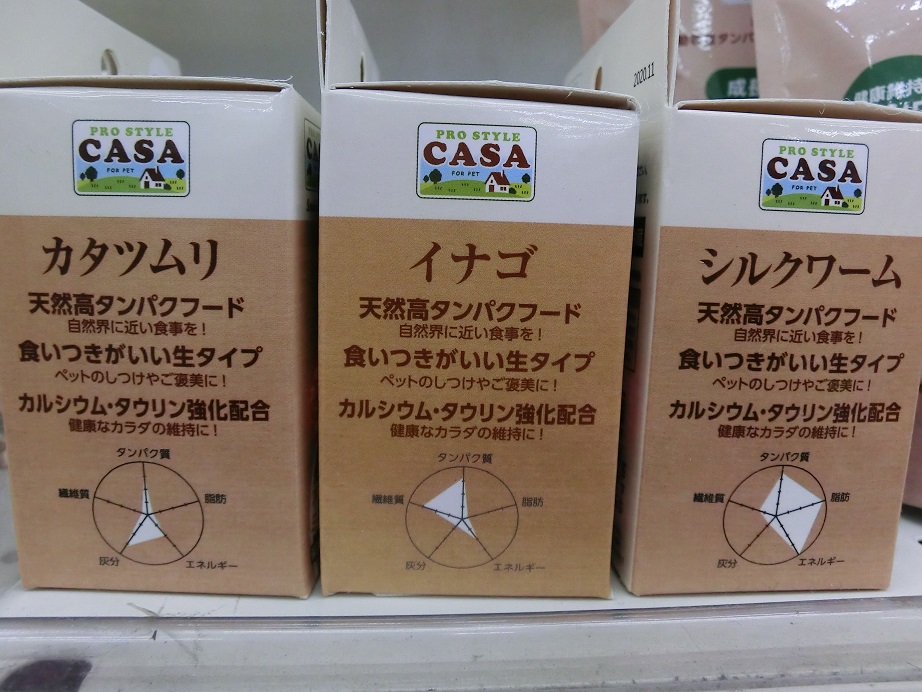 PRO STYLE
CASA
FOR PET
カタツムリ
天然高タンパクフード
自然界に近い食事を!
食いつきがいい生タイプ
ペットのしつけやご褒美に!
カルシウム・タウリン強化配合
健康なカラダの維持に!
タンパク質
繊維質
脂肪
灰分
エネルギー
PRO STYLE
CASA
FOR PET
イナゴ
天然高タンパクフード
自然界に近い食事を!
食いつきがいい生タイプ
ペットのしつけやご褒美に!
カルシウム・タウリン強化配合
健康なカラダの維持に!
タンパク質
繊維質
脂肪
灰分
エネルギー
2020.11
PRO STYLE
CASA
FOR PET
シルクワーム
天然高タンパクフード
自然界に近い食事を!
食いつきがいい生タイプ
ペットのしつけやご褒美に!
カルシウム・タウリン強化配合
健康なカラダの維持に!
タンパク質
繊維質
脂肪
灰分
エネルギー
健康維持